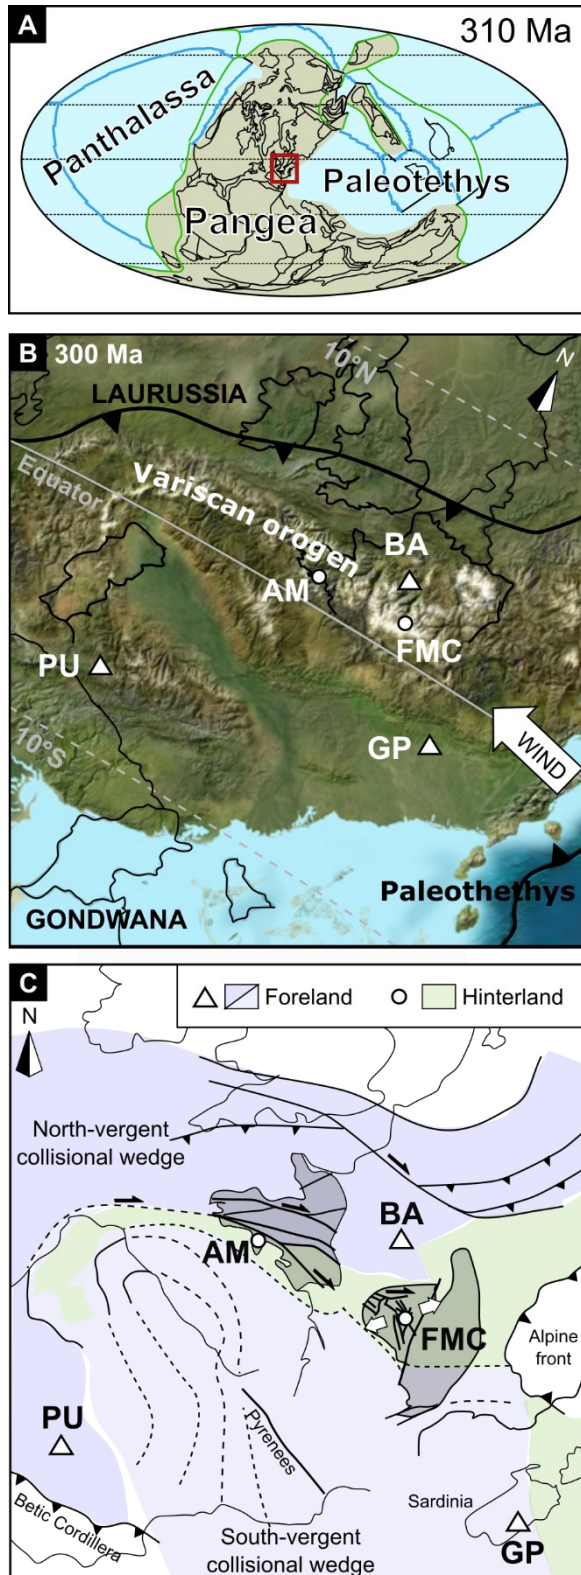 A
310 Ma
Panthalassa
Paleotethys
Pangea
B
300 Ma
10°N
N
LAURUSSIA
Equator
Variscan orogen
BA
AM
FMC
PU
10°S
GP
WIND
Paleothethys
GONDWANA
C
Foreland
Hinterland
N
North-vergent
collisional wedge
BA
AM
FMC
Alpine
front
PU
Pyrenees
Betic Cordillera
Sardinia
GP
South-vergent
collisional wedge